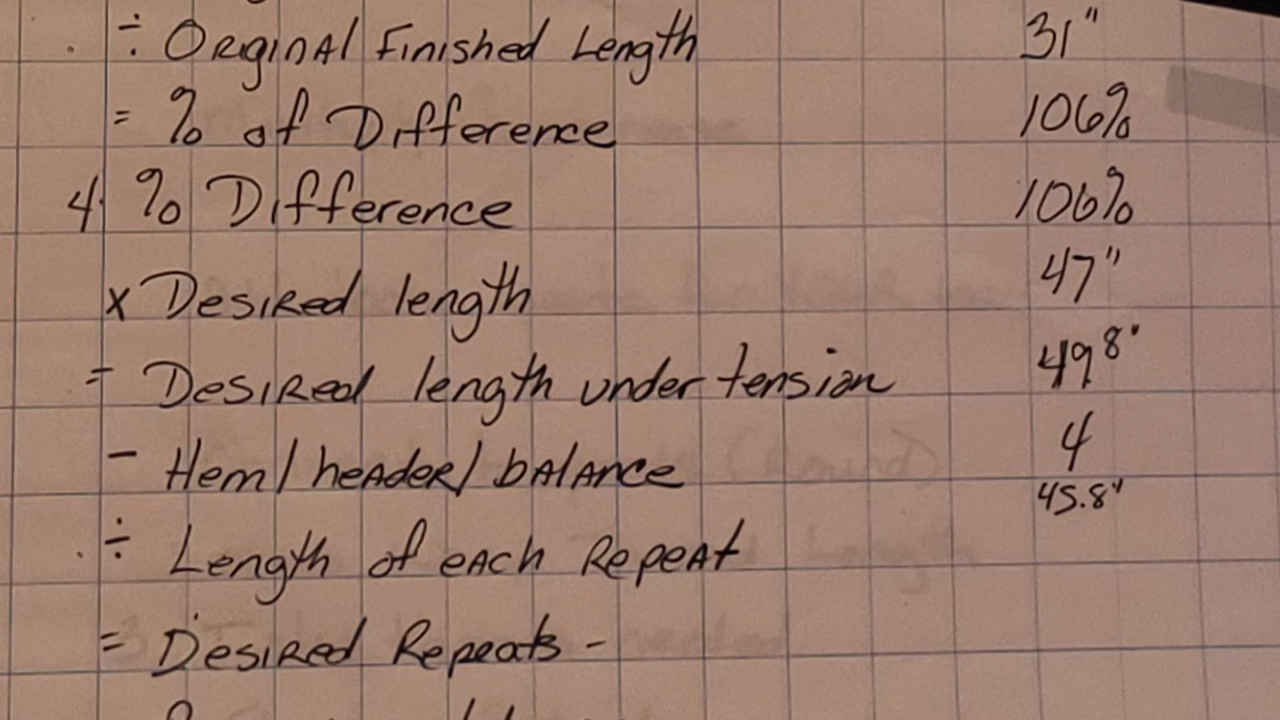 ÷ Original Finished Length 31"
= % of Difference 106%
4. % Difference 106%
x Desired length 47"
= Desired length under tension 49 8"
- Hem/header/balance 4
45.8"
÷ Length of each Repeat
= Desired Repeats -